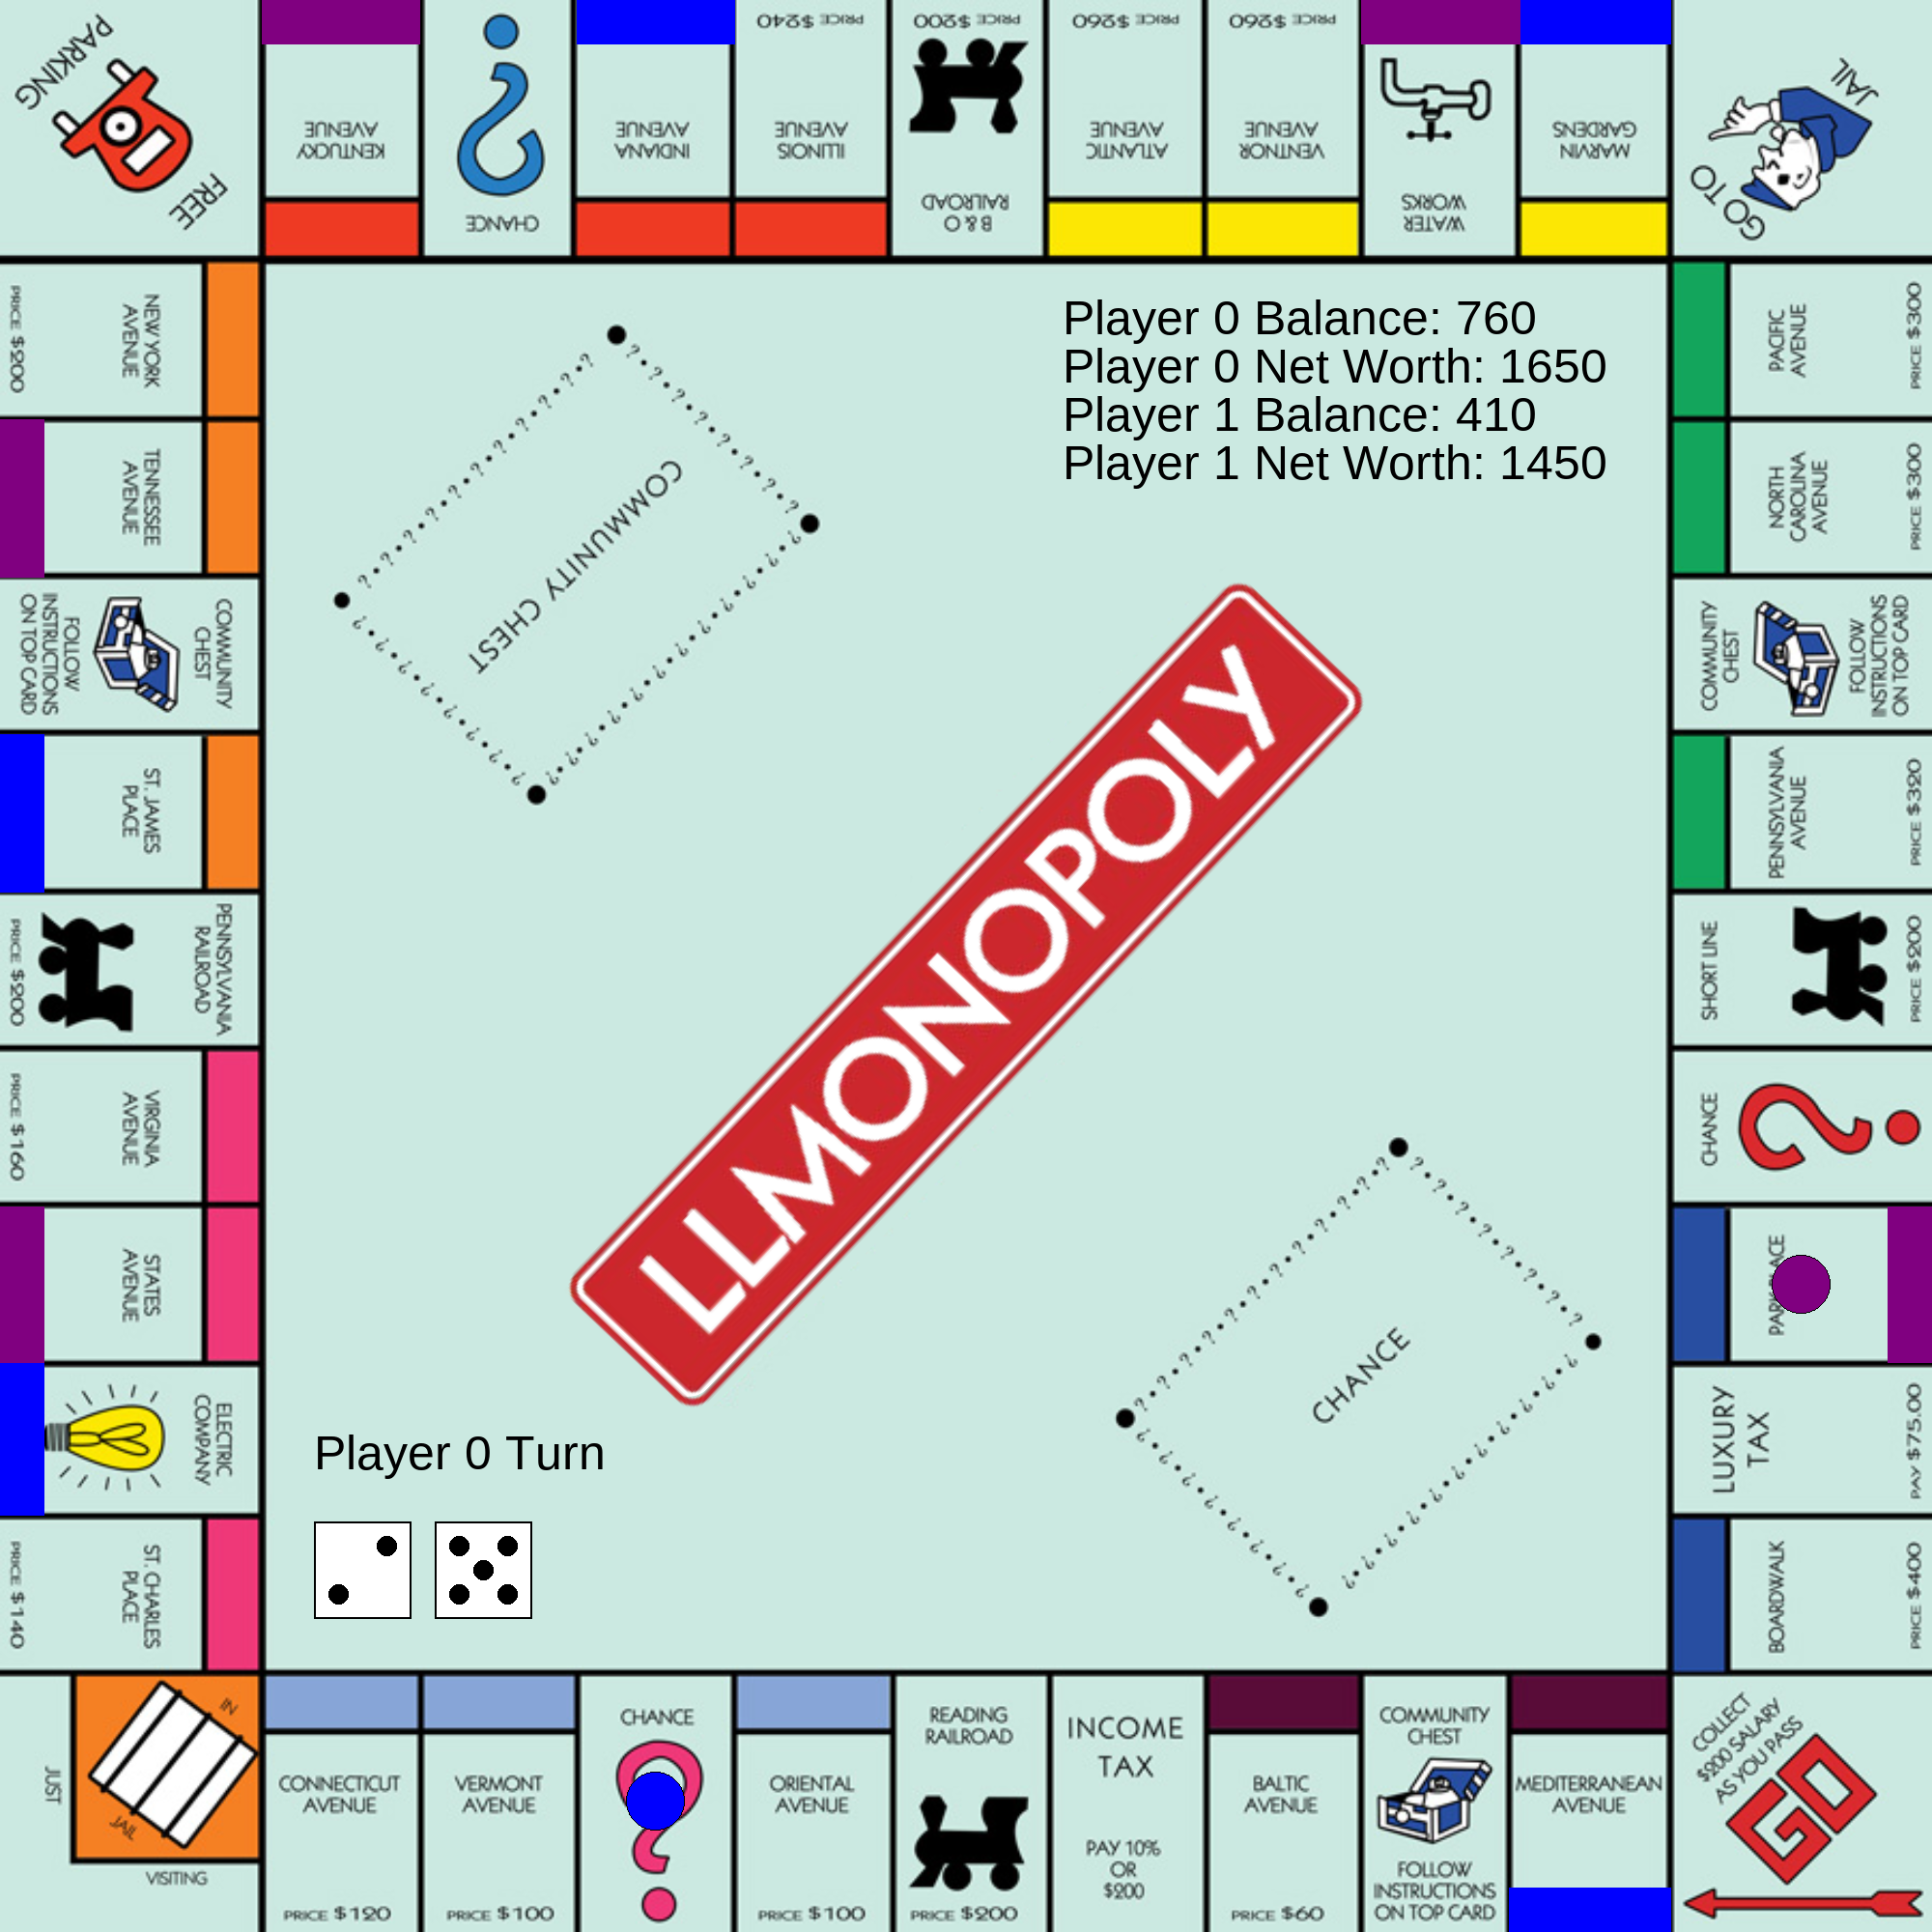 FREE
PARKING
KENTUCKY
AVENUE
CHANCE
INDIANA
AVENUE
ILLINOIS
AVENUE
PRICE $240
B & O
RAILROAD
PRICE $200
ATLANTIC
AVENUE
PRICE $260
VENTNOR
AVENUE
PRICE $260
WATER
WORKS
MARVIN
GARDENS
GO TO
JAIL
NEW YORK
AVENUE
PRICE $200
TENNESSEE
AVENUE
COMMUNITY
CHEST
FOLLOW
INSTRUCTIONS
ON TOP CARD
ST. JAMES
PLACE
PENNSYLVANIA
RAILROAD
PRICE $200
VIRGINIA
AVENUE
PRICE $160
STATES
AVENUE
ELECTRIC
COMPANY
ST. CHARLES
PLACE
PRICE $140
COMMUNITY CHEST
Player 0 Balance: 760
Player 0 Net Worth: 1650
Player 1 Balance: 410
Player 1 Net Worth: 1450
LLMONOPOLY
CHANCE
Player 0 Turn
PACIFIC
AVENUE
PRICE $300
NORTH
CAROLINA
AVENUE
PRICE $300
COMMUNITY
CHEST
FOLLOW
INSTRUCTIONS
ON TOP CARD
PENNSYLVANIA
AVENUE
PRICE $320
SHORT LINE
PRICE $200
CHANCE
PARK PLACE
LUXURY
TAX
PAY $75.00
BOARDWALK
PRICE $400
IN
JAIL
JUST
VISITING
CONNECTICUT
AVENUE
PRICE $120
VERMONT
AVENUE
PRICE $100
CHANCE
ORIENTAL
AVENUE
PRICE $100
READING
RAILROAD
PRICE $200
INCOME
TAX
PAY 10%
OR
$200
BALTIC
AVENUE
PRICE $60
COMMUNITY
CHEST
FOLLOW
INSTRUCTIONS
ON TOP CARD
MEDITERRANEAN
AVENUE
COLLECT
$200 SALARY
AS YOU PASS
GO